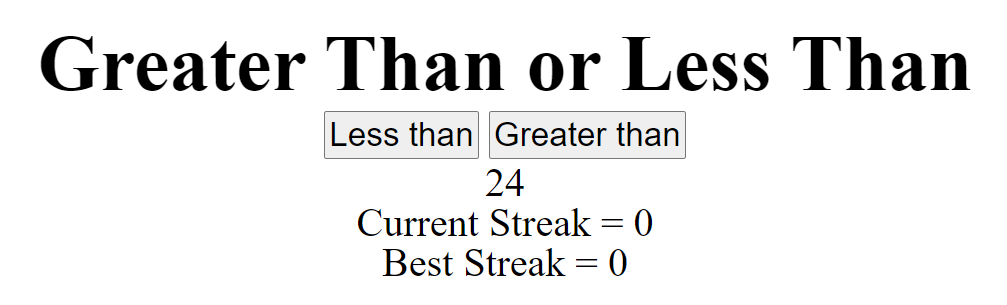 Greater Than or Less Than
Less than Greater than
24
Current Streak = 0
Best Streak = 0